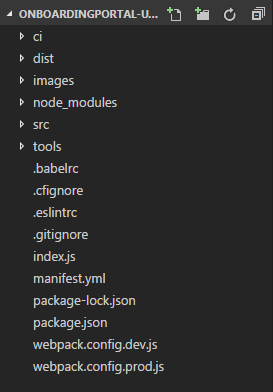 ONBOARDINGPORTAL-U...
ci
dist
images
node_modules
src
tools
.babelrc
.cfignore
.eslintrc
.gitignore
index.js
manifest.yml
package-lock.json
package.json
webpack.config.dev.js
webpack.config.prod.js